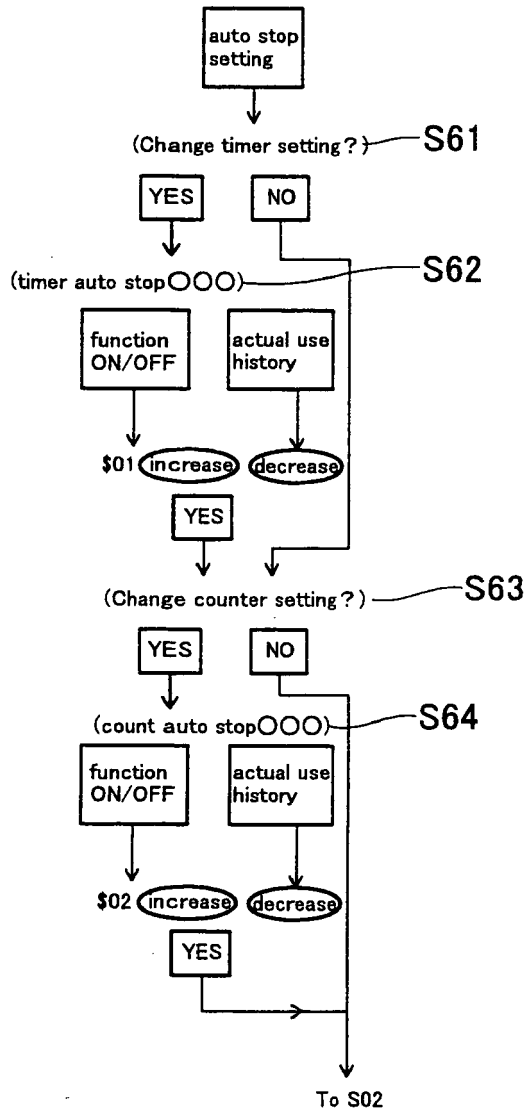 auto stop
setting
(Change timer setting?) S61
YES NO
(timer auto stop○○○) S62
function
ON/OFF
actual use
history
$01 increase decrease
YES
(Change counter setting?) S63
YES NO
(count auto stop○○○) S64
function
ON/OFF
actual use
history
$02 increase decrease
YES
To S02